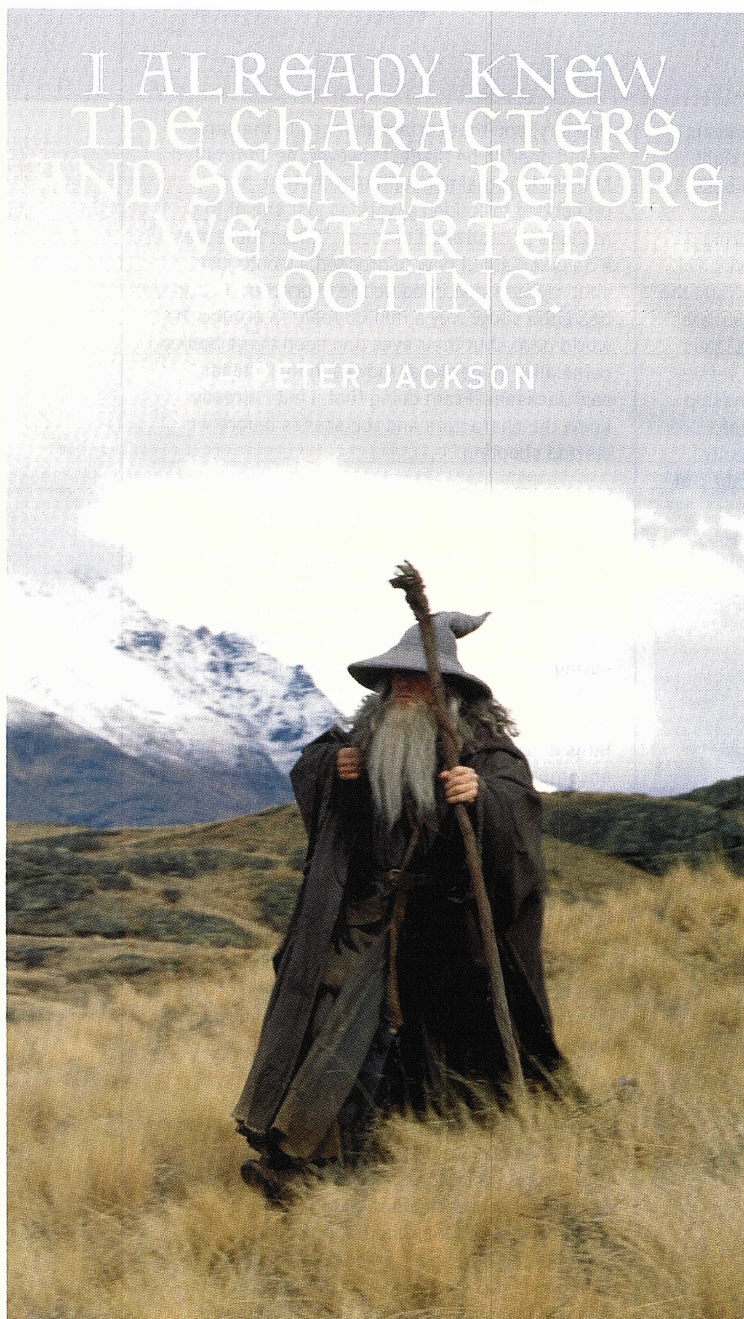 I ALREADY KNEW
THE CHARACTERS
AND SCENES BEFORE
WE STARTED
SHOOTING.
— PETER JACKSON